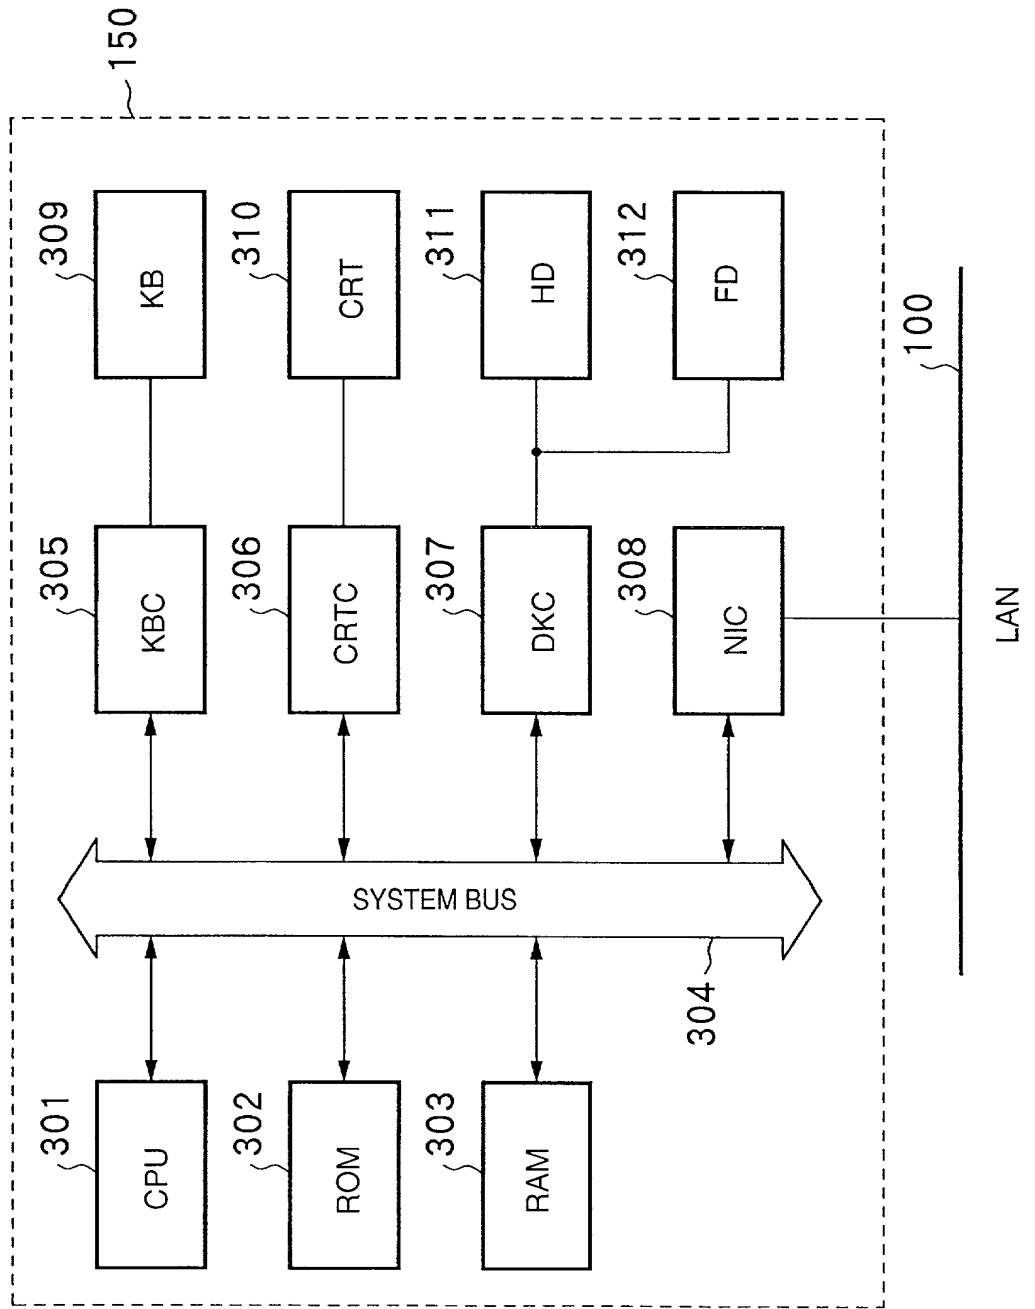 150
301
CPU
305
KBC
309
KB
302
ROM
306
CRTC
310
CRT
303
RAM
307
DKC
311
HD
SYSTEM BUS
304
308
NIC
312
FD
100
LAN